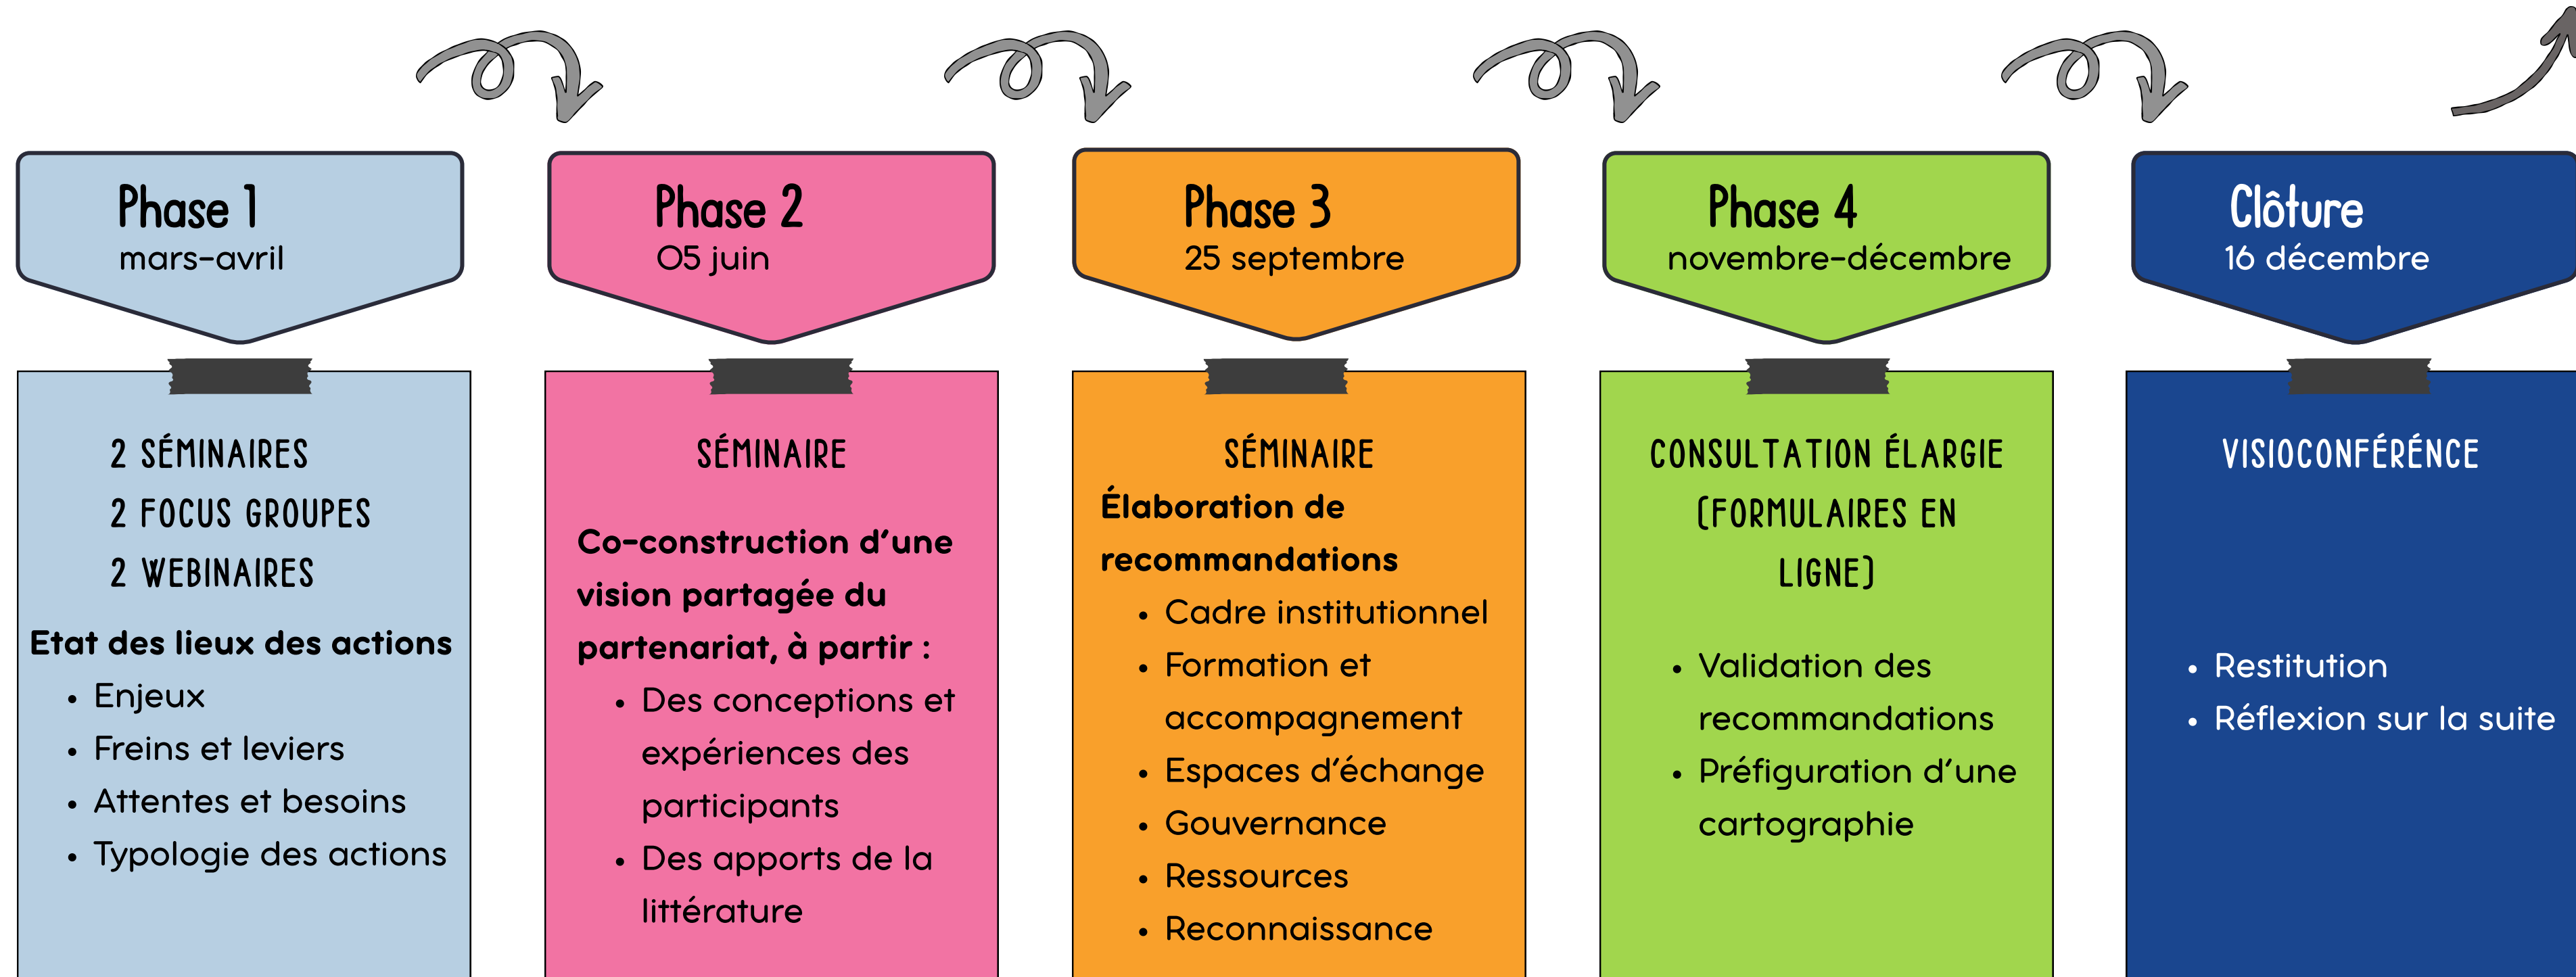 Phase 1
mars-avril
2 SÉMINAIRES
2 FOCUS GROUPES
2 WEBINAIRES
Etat des lieux des actions
• Enjeux
• Freins et leviers
• Attentes et besoins
• Typologie des actions
Phase 2
05 juin
SÉMINAIRE
Co-construction d'une
vision partagée du
partenariat, à partir :
• Des conceptions et
expériences des
participants
• Des apports de la
littérature
Phase 3
25 septembre
SÉMINAIRE
Élaboration de
recommandations
• Cadre institutionnel
• Formation et
accompagnement
• Espaces d'échange
• Gouvernance
• Ressources
• Reconnaissance
Phase 4
novembre-décembre
CONSULTATION ÉLARGIE
(FORMULAIRES EN
LIGNE)
• Validation des
recommandations
• Préfiguration d'une
cartographie
Clôture
16 décembre
VISIOCONFÉRÉNCE
• Restitution
• Réflexion sur la suite